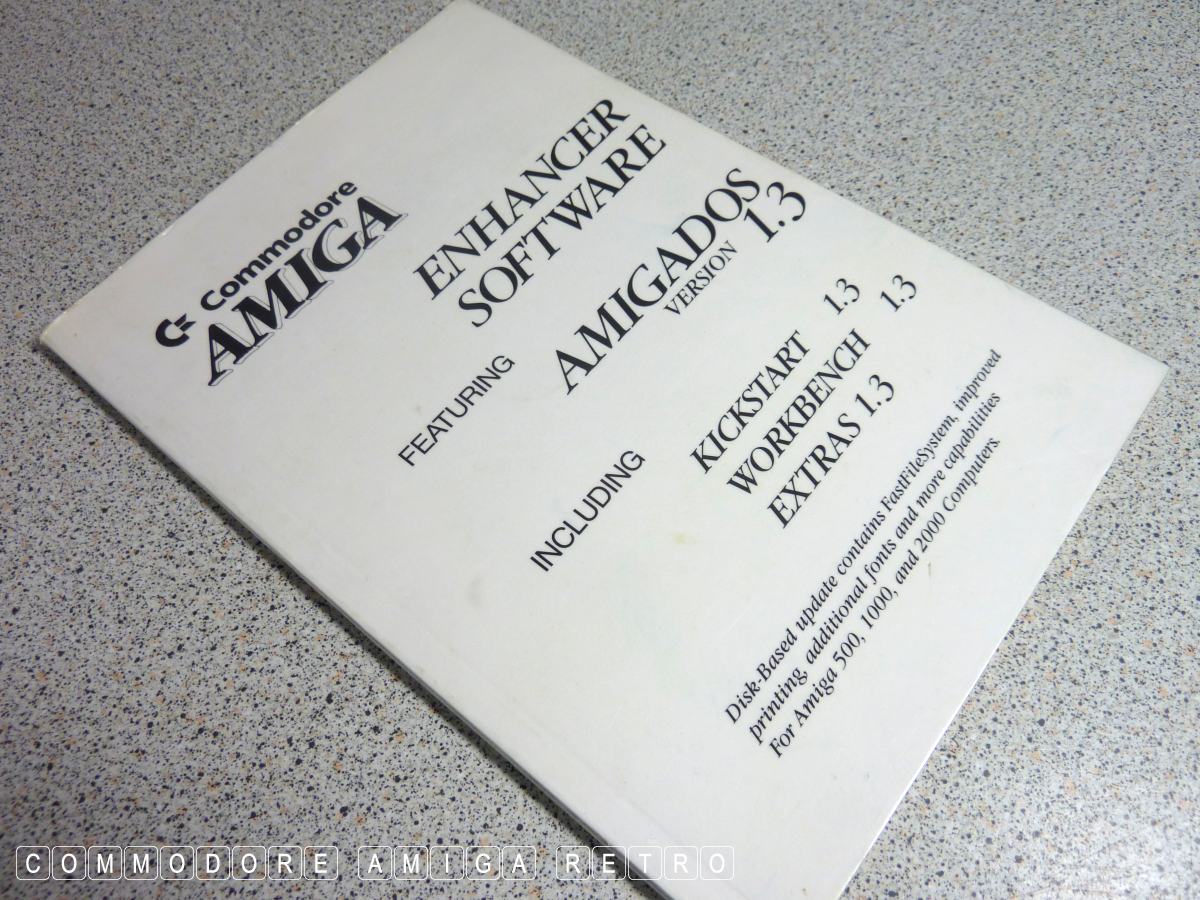 Commodore
AMIGA
ENHANCER
SOFTWARE
FEATURING
AMIGADOS
VERSION 1.3
INCLUDING
KICKSTART 1.3
WORKBENCH 1.3
EXTRAS 1.3
Disk-Based update contains FastFileSystem, improved
printing, additional fonts and more capabilities
For Amiga 500, 1000, and 2000 Computers.
COMMODORE AMIGA RETRO